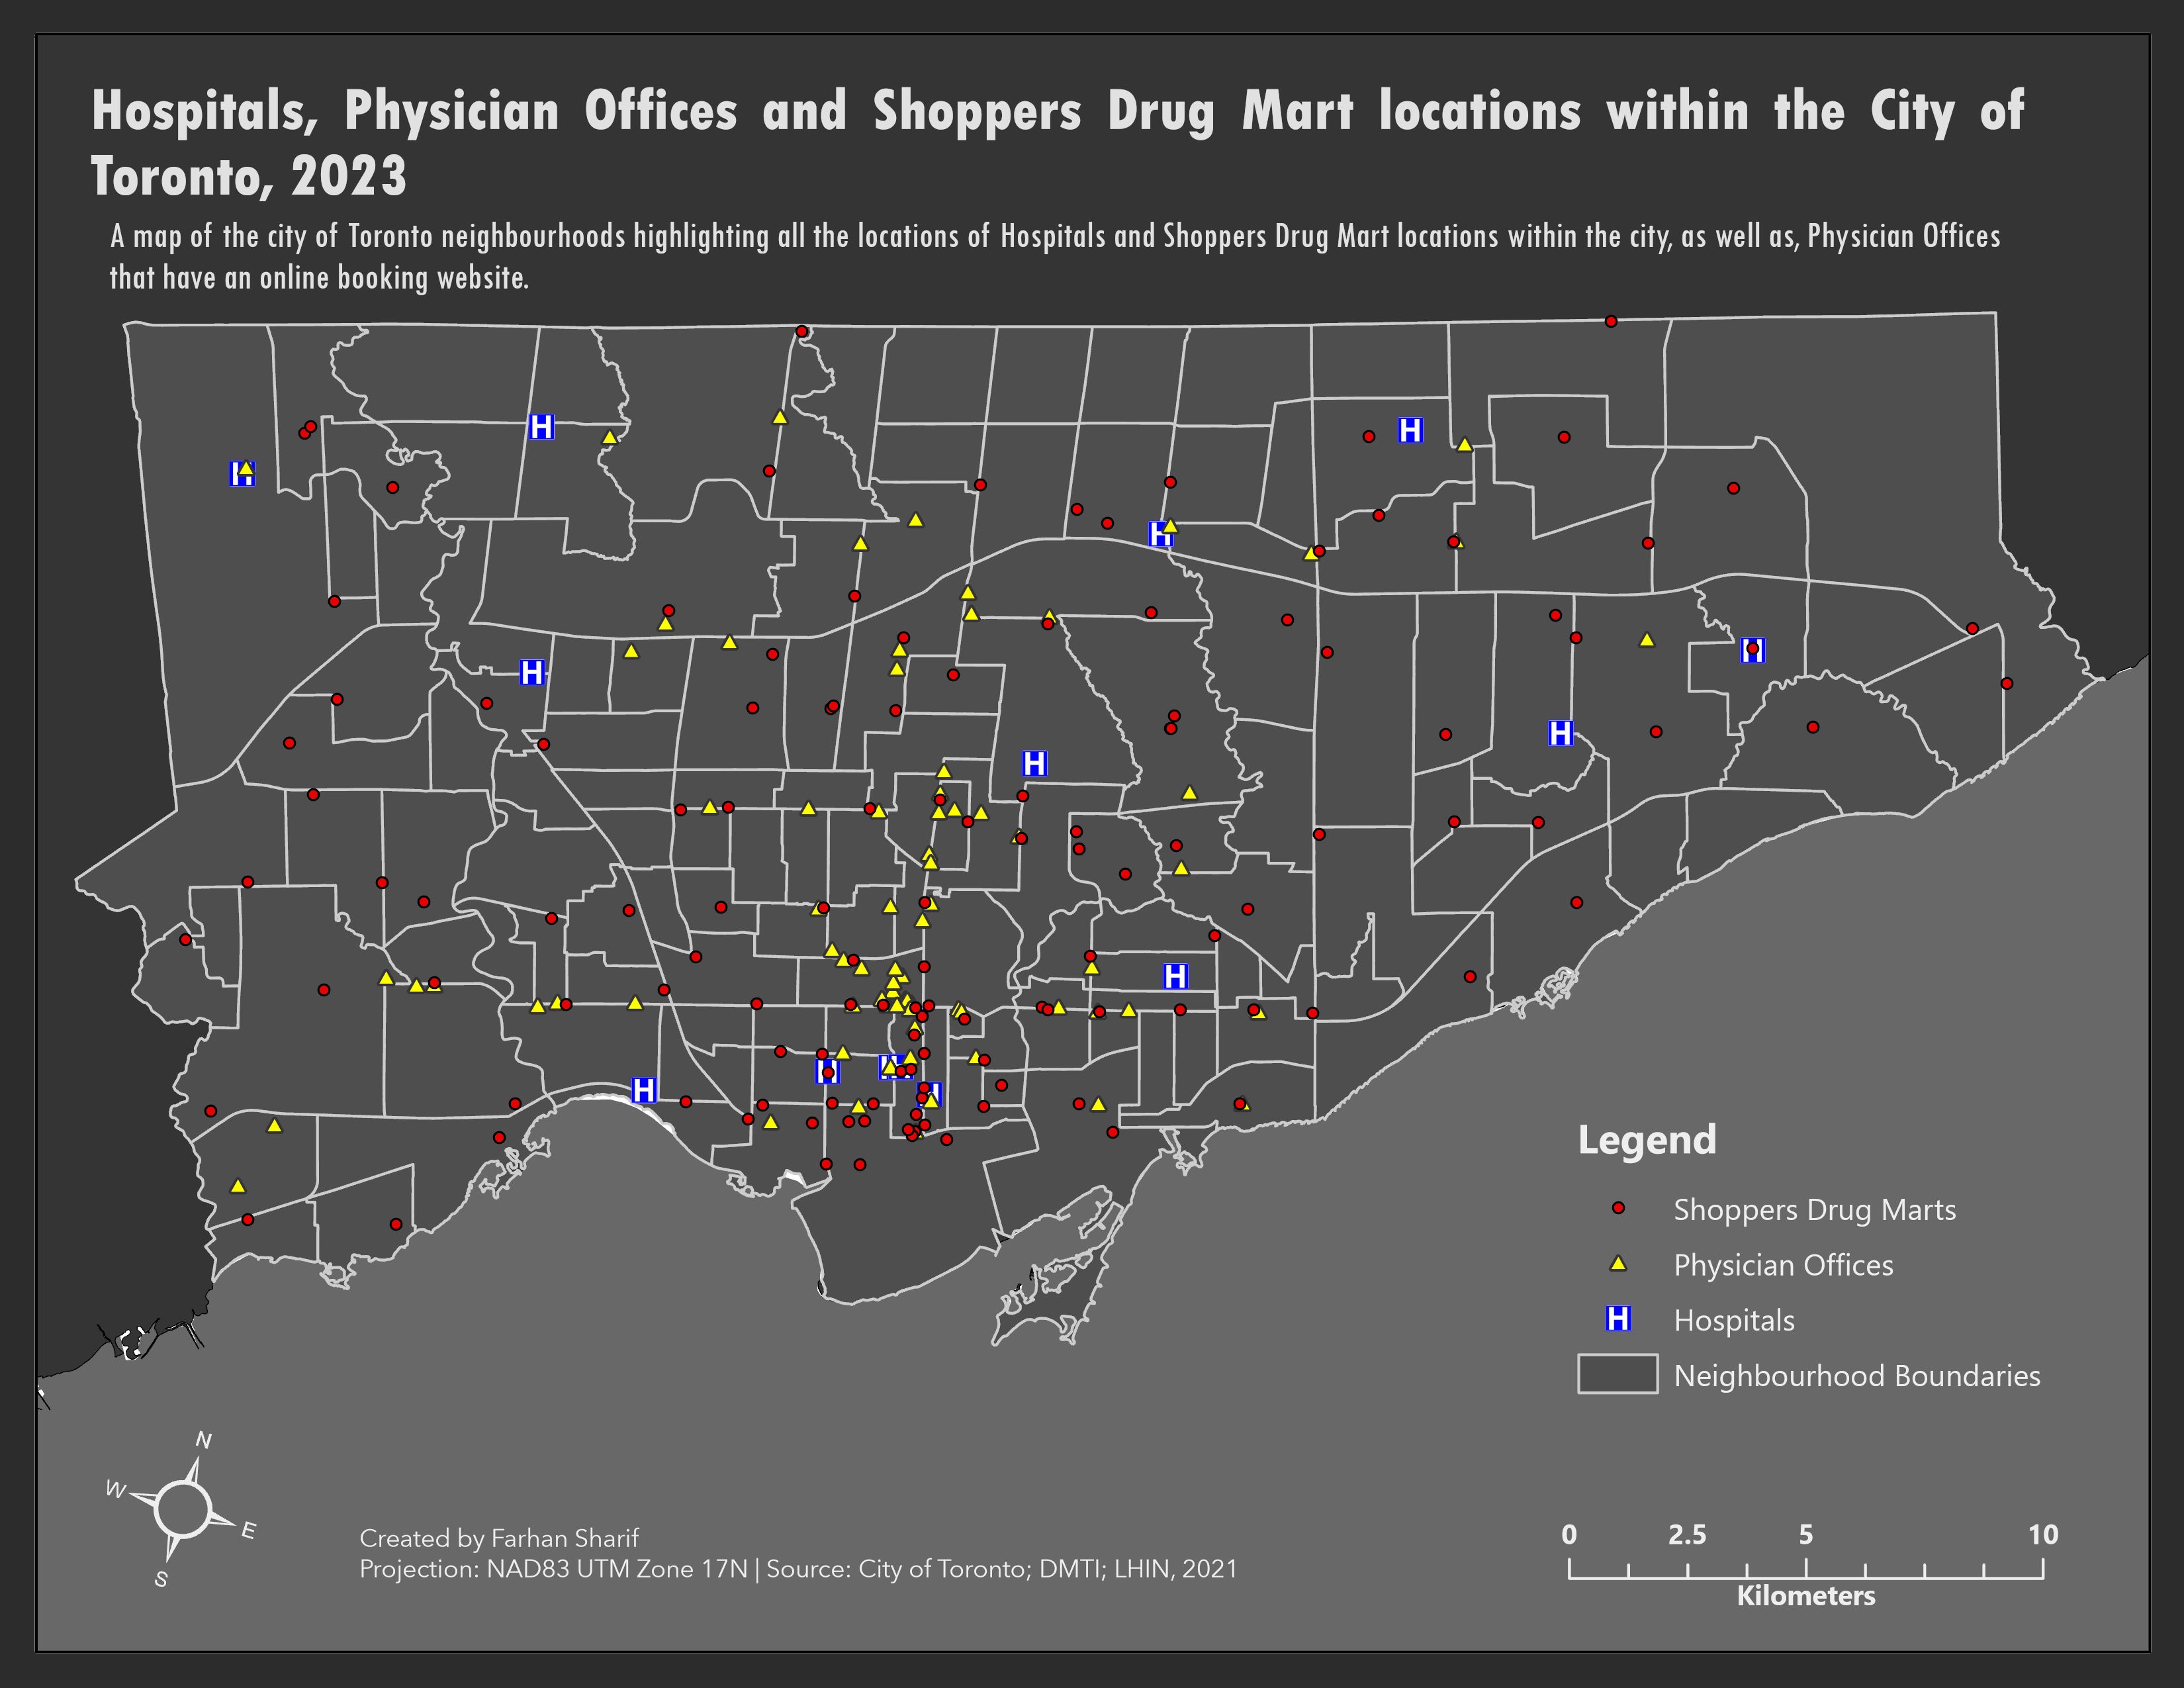 Hospitals, Physician Offices and Shoppers Drug Mart locations within the City of
Toronto, 2023
A map of the city of Toronto neighbourhoods highlighting all the locations of Hospitals and Shoppers Drug Mart locations within the city, as well as, Physician Offices
that have an online booking website.
H
H
H
H
H
H
H
H
H
H
H
H
H
H
Legend
Shoppers Drug Marts
Physician Offices
H Hospitals
Neighbourhood Boundaries
N
W
E
S
Created by Farhan Sharif
Projection: NAD83 UTM Zone 17N | Source: City of Toronto; DMTI; LHIN, 2021
0 2.5 5 10
Kilometers